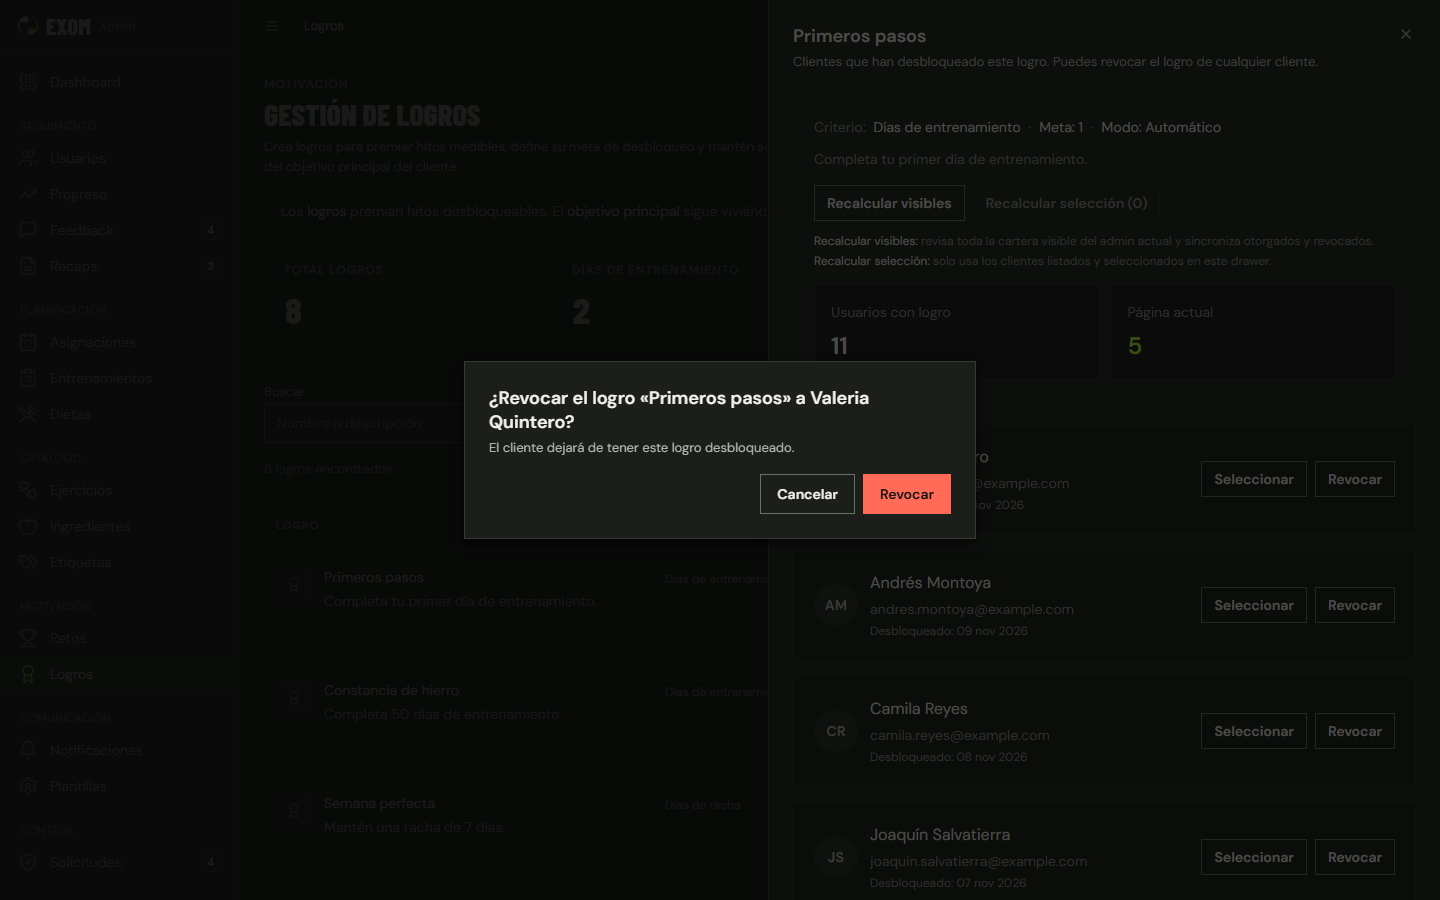 EXOM ADMIN
Dashboard
SEGUIMIENTO
Usuarios
Progreso
Feedback 4
Recaps 3
PLANIFICACIÓN
Asignaciones
Entrenamientos
Dietas
CATÁLOGO
Ejercicios
Ingredientes
Etiquetas
MOTIVACIÓN
Retos
Logros
COMUNICACIÓN
Notificaciones
Plantillas
CONTROL
Solicitudes 4
Logros
MOTIVACIÓN
GESTIÓN DE LOGROS
Crea logros para premiar hitos medibles, define su meta de desbloqueo y mantén
del objetivo principal del cliente.
Los logros premian hitos desbloqueables. El objetivo principal sigue
TOTAL LOGROS
8
DÍAS DE ENTRENAMIENTO
2
Buscar
Nombre o descripción
8 logros encontrados
LOGRO
Primeros pasos
Completa tu primer día de entrenamiento.
Días de
Constancia de hierro
Completa 50 días de entrenamiento.
Días de
Semana perfecta
Mantén una racha de 7 días.
Días de racha
Primeros pasos
Clientes que han desbloqueado este logro. Puedes revocar el logro de cualquier cliente.
Criterio: Días de entrenamiento · Meta: 1 · Modo: Automático
Completa tu primer día de entrenamiento.
Recalcular visibles
Recalcular selección (0)
Recalcular visibles: revisa toda la cartera visible del admin actual y sincroniza otorgados y revocados.
Recalcular selección: solo usa los clientes listados y seleccionados en este drawer.
Usuarios con logro
11
Página actual
5
¿Revocar el logro «Primeros pasos» a Valeria
Quintero?
El cliente dejará de tener este logro desbloqueado.
Cancelar
Revocar
ro
@example.com
nov 2026
Seleccionar
Revocar
AM
Andrés Montoya
andres.montoya@example.com
Desbloqueado: 09 nov 2026
Seleccionar
Revocar
CR
Camila Reyes
camila.reyes@example.com
Desbloqueado: 08 nov 2026
Seleccionar
Revocar
JS
Joaquín Salvatierra
joaquin.salvatierra@example.com
Desbloqueado: 07 nov 2026
Seleccionar
Revocar